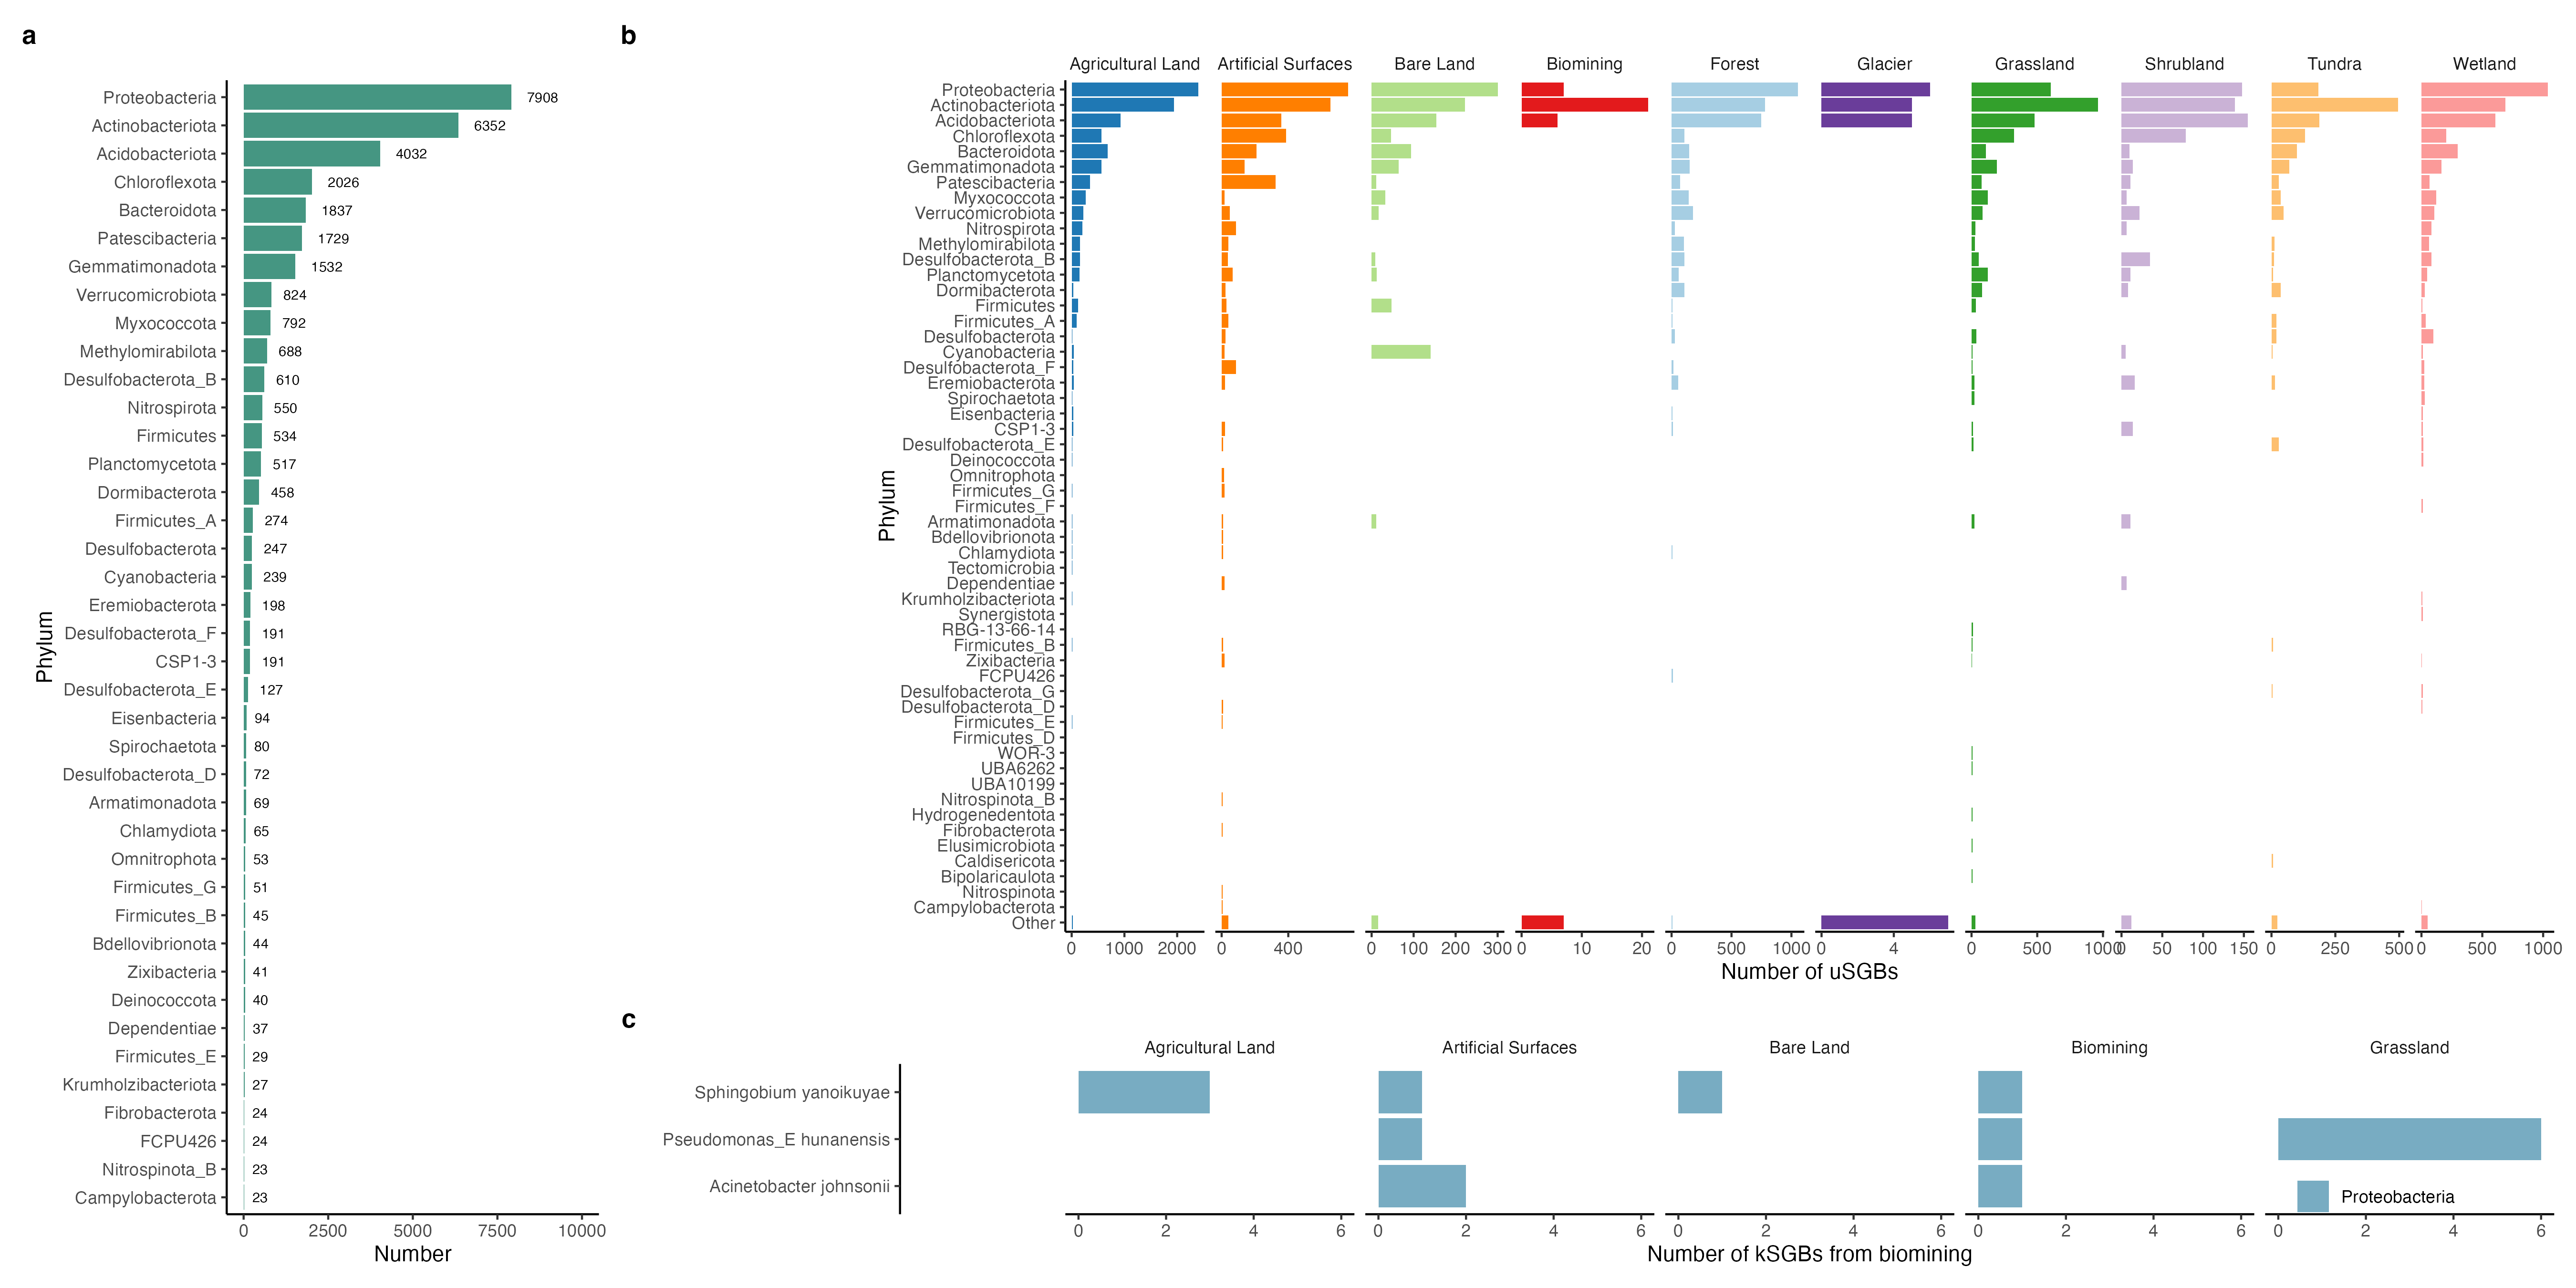 a
Phylum
Proteobacteria 7908
Actinobacteriota 6352
Acidobacteriota 4032
Chloroflexota 2026
Bacteroidota 1837
Patescibacteria 1729
Gemmatimonadota 1532
Verrucomicrobiota 824
Myxococcota 792
Methylomirabilota 688
Desulfobacterota_B 610
Nitrospirota 550
Firmicutes 534
Planctomycetota 517
Dormibacterota 458
Firmicutes_A 274
Desulfobacterota 247
Cyanobacteria 239
Eremiobacterota 198
Desulfobacterota_F 191
CSP1-3 191
Desulfobacterota_E 127
Eisenbacteria 94
Spirochaetota 80
Desulfobacterota_D 72
Armatimonadota 69
Chlamydiota 65
Omnitrophota 53
Firmicutes_G 51
Firmicutes_B 45
Bdellovibrionota 44
Zixibacteria 41
Deinococcota 40
Dependentiae 37
Firmicutes_E 29
Krumholzibacteriota 27
Fibrobacterota 24
FCPU426 24
Nitrospinota_B 23
Campylobacterota 23
0 2500 5000 7500 10000
Number
b
Agricultural Land Artificial Surfaces Bare Land Biomining Forest Glacier Grassland Shrubland Tundra Wetland
Phylum
Proteobacteria
Actinobacteriota
Acidobacteriota
Chloroflexota
Bacteroidota
Gemmatimonadota
Patescibacteria
Myxococcota
Verrucomicrobiota
Nitrospirota
Methylomirabilota
Desulfobacterota_B
Planctomycetota
Dormibacterota
Firmicutes
Firmicutes_A
Desulfobacterota
Cyanobacteria
Desulfobacterota_F
Eremiobacterota
Spirochaetota
Eisenbacteria
CSP1-3
Desulfobacterota_E
Deinococcota
Omnitrophota
Firmicutes_G
Firmicutes_F
Armatimonadota
Bdellovibrionota
Chlamydiota
Tectomicrobia
Dependentiae
Krumholzibacteriota
Synergistota
RBG-13-66-14
Firmicutes_B
Zixibacteria
FCPU426
Desulfobacterota_G
Desulfobacterota_D
Firmicutes_E
Firmicutes_D
WOR-3
UBA6262
UBA10199
Nitrospinota_B
Hydrogenedentota
Fibrobacterota
Elusimicrobiota
Caldisericota
Bipolaricaulota
Nitrospinota
Campylobacterota
Other
0 1000 2000 0 400 0 100 200 300 0 10 20 0 500 1000 0 4 0 500 1000 0 50 100 150 0 250 500 0 500 1000
Number of uSGBs
c
Agricultural Land Artificial Surfaces Bare Land Biomining Grassland
Sphingobium yanoikuyae
Pseudomonas_E hunanensis
Acinetobacter johnsonii
Proteobacteria
0 2 4 6 0 2 4 6 0 2 4 6 0 2 4 6 0 2 4 6
Number of kSGBs from biomining